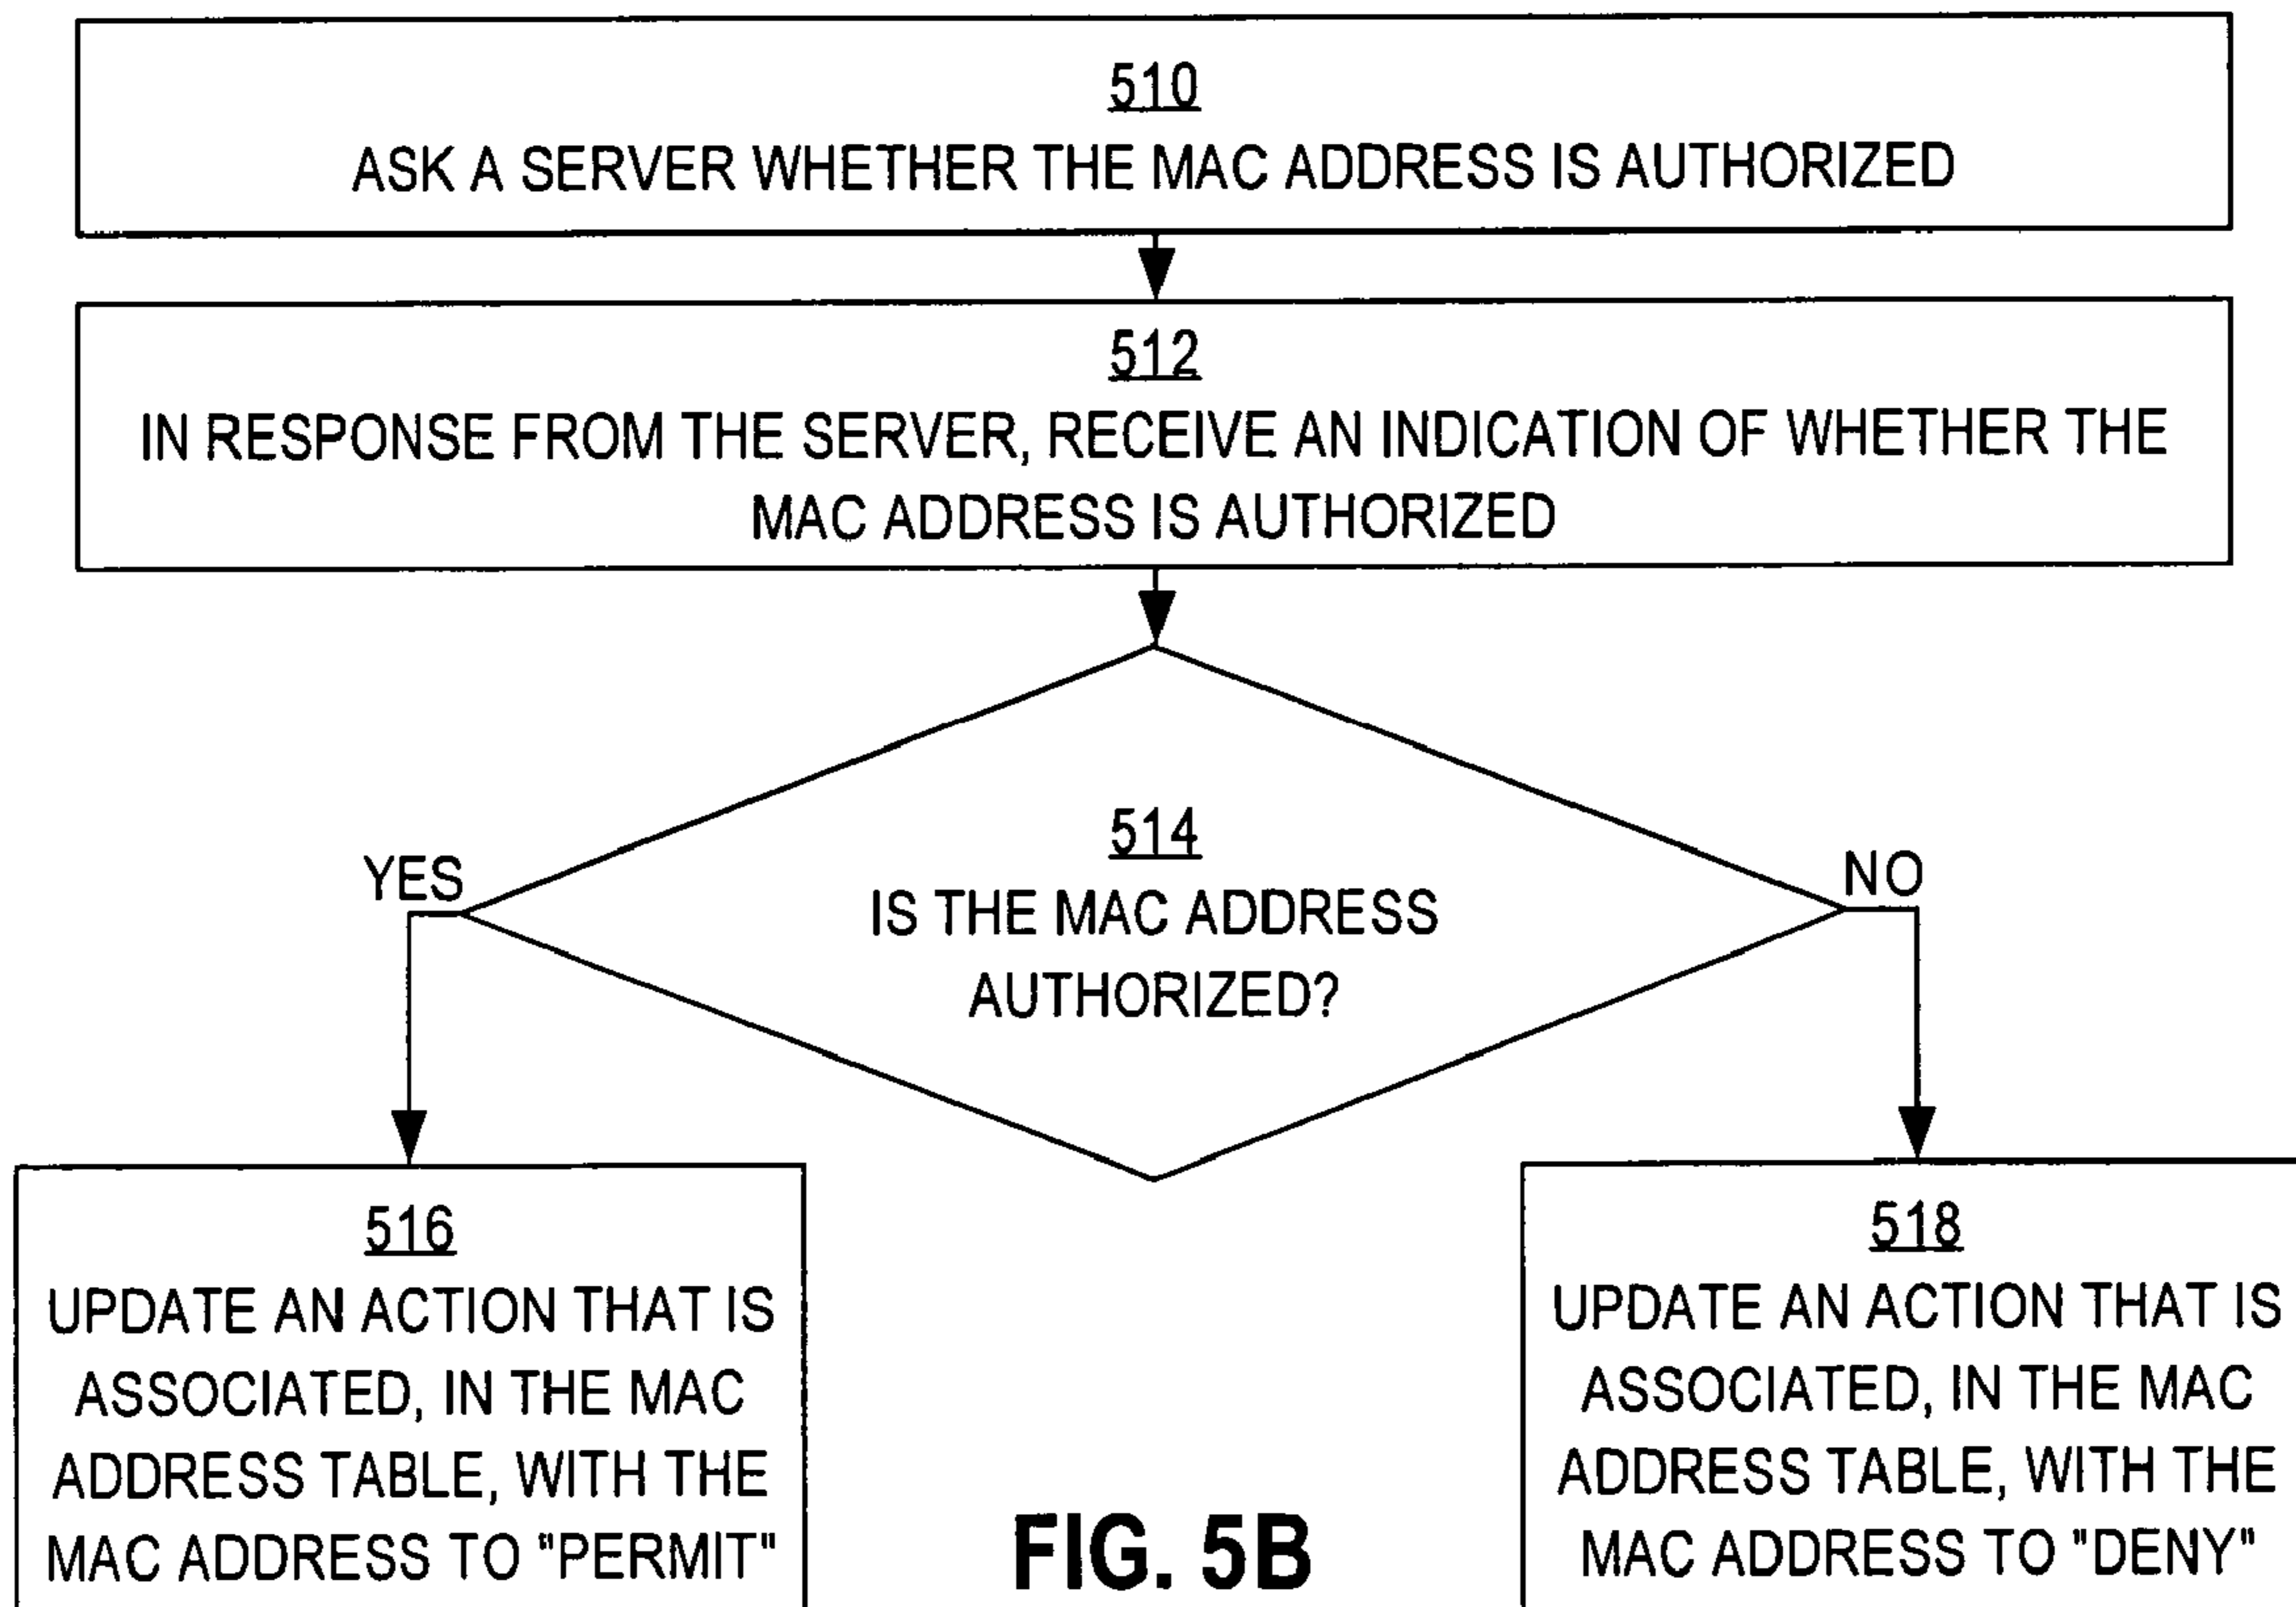 510
ASK A SERVER WHETHER THE MAC ADDRESS IS AUTHORIZED
512
IN RESPONSE FROM THE SERVER, RECEIVE AN INDICATION OF WHETHER THE
MAC ADDRESS IS AUTHORIZED
514
IS THE MAC ADDRESS
AUTHORIZED?
YES
NO
516
UPDATE AN ACTION THAT IS
ASSOCIATED, IN THE MAC
ADDRESS TABLE, WITH THE
MAC ADDRESS TO "PERMIT"
518
UPDATE AN ACTION THAT IS
ASSOCIATED, IN THE MAC
ADDRESS TABLE, WITH THE
MAC ADDRESS TO "DENY"
FIG. 5B